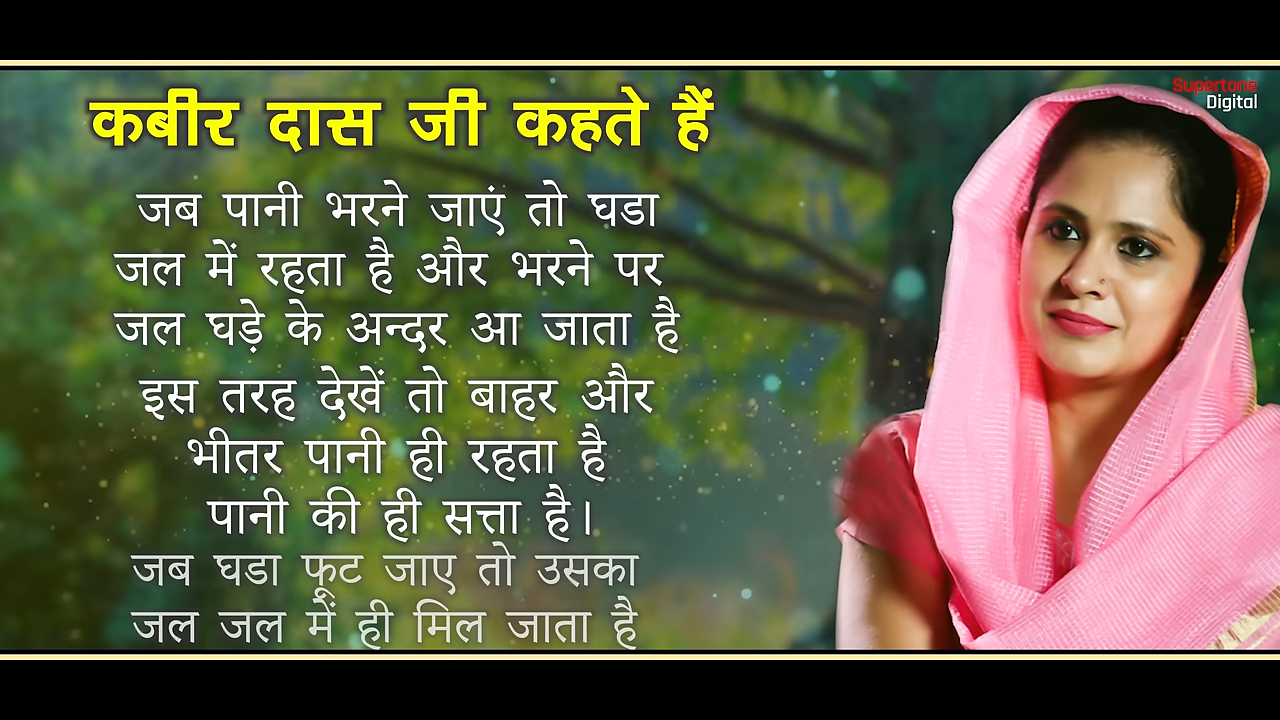 कबीर दास जी कहते हैं
Supertone
Digital
जब पानी भरने जाएं तो घडा
जल में रहता है और भरने पर
जल घड़े के अन्दर आ जाता है
इस तरह देखें तो बाहर और
भीतर पानी ही रहता है
पानी की ही सत्ता है।
जब घडा फूट जाए तो उसका
जल जल में ही मिल जाता है